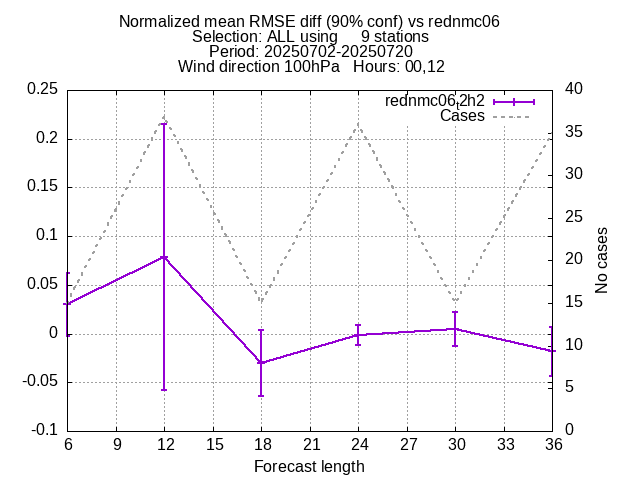 Normalized mean RMSE diff (90% conf) vs rednmc06
Selection: ALL using 9 stations
Period: 20250702-20250720
Wind direction 100hPa Hours: 00,12
rednmc06t2h2
Cases
0.25
0.2
0.15
0.1
0.05
0
-0.05
-0.1
40
35
30
25
20
15
10
5
0
No cases
6 9 12 15 18 21 24 27 30 33 36
Forecast length